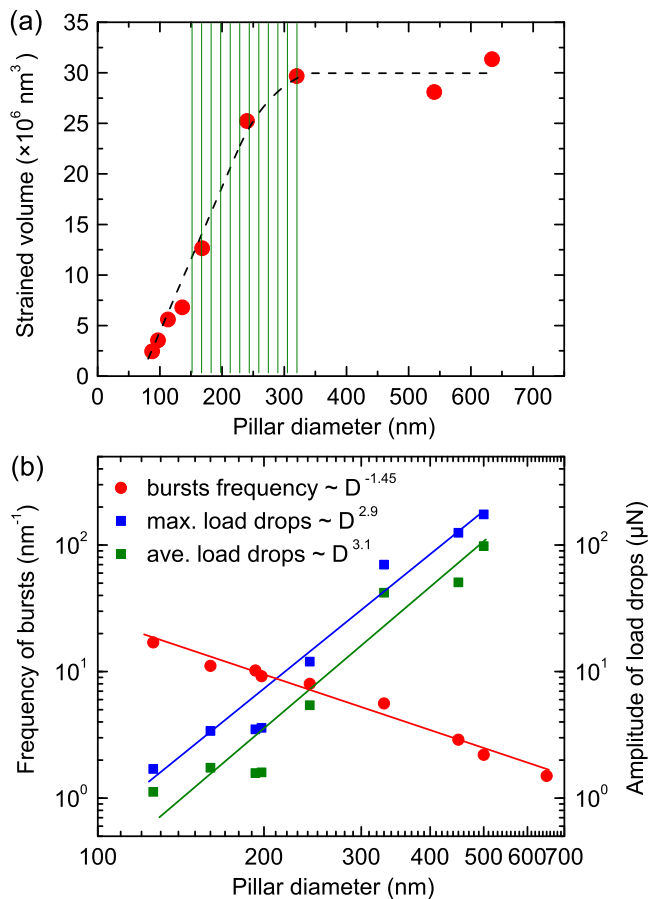 (a)
35
30
25
20
15
10
5
0
Strained volume (×10⁶ nm³)
0 100 200 300 400 500 600 700
Pillar diameter (nm)
(b)
bursts frequency ~ D⁻¹·⁴⁵
max. load drops ~ D²·⁹
ave. load drops ~ D³·¹
10²
10¹
10⁰
Frequency of bursts (nm⁻¹)
10²
10¹
10⁰
Amplitude of load drops (µN)
100 200 300 400 500 600 700
Pillar diameter (nm)